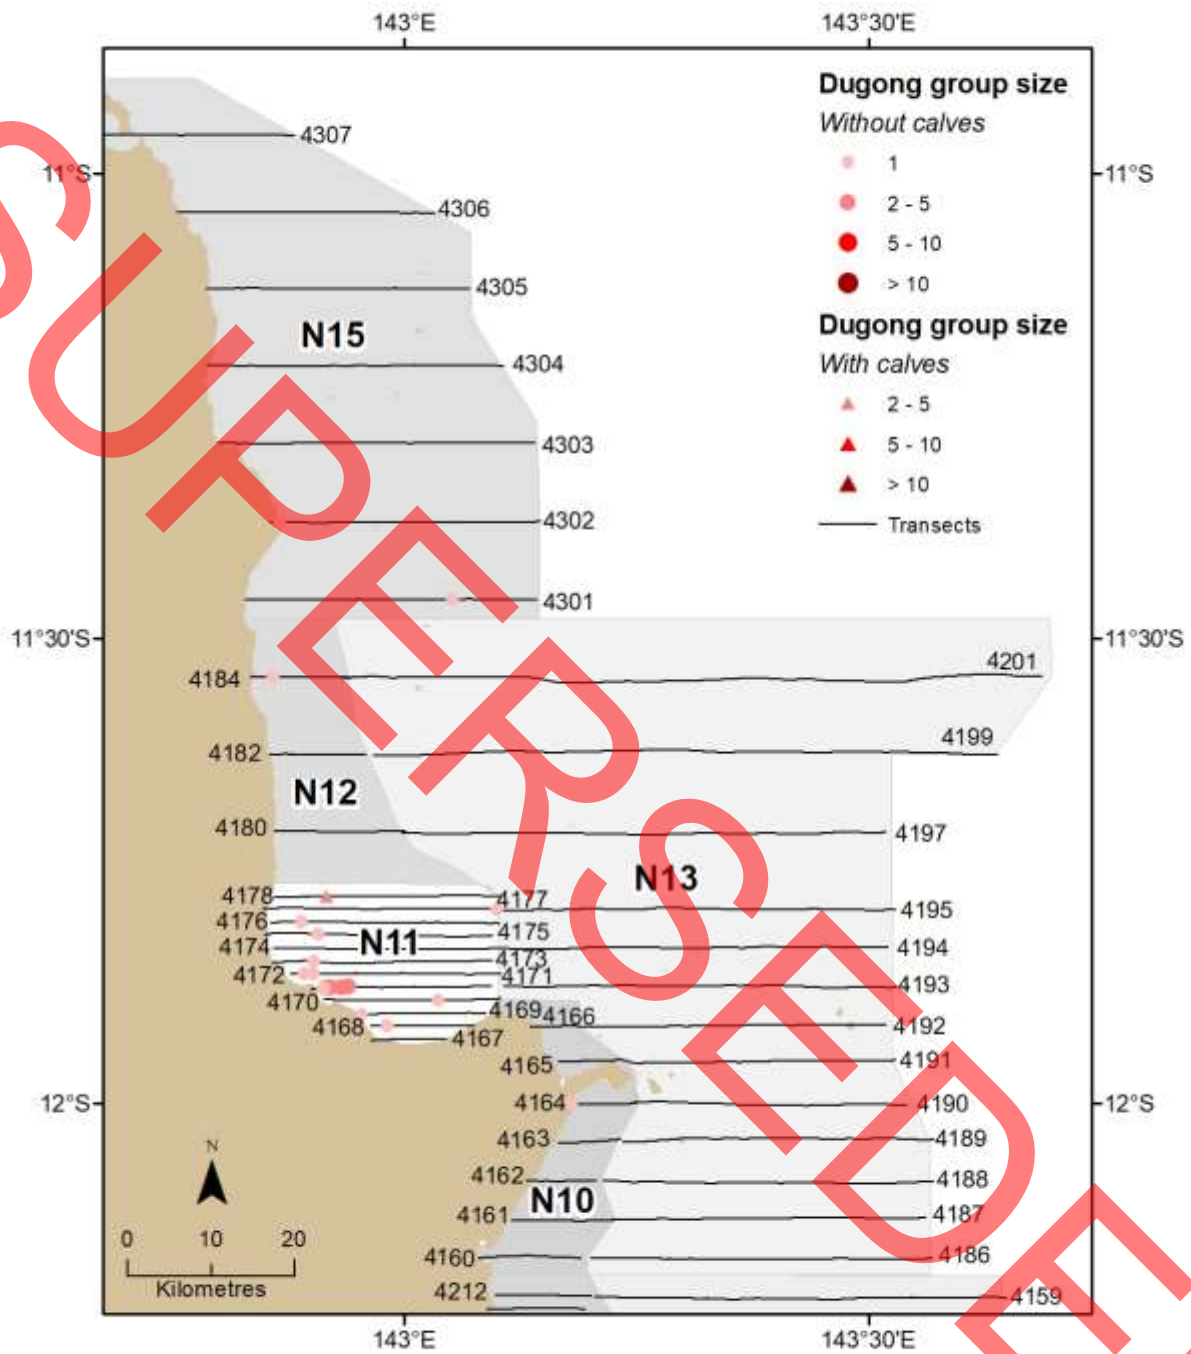 143°E 143°30'E
Dugong group size
Without calves
1
2 - 5
5 - 10
> 10
Dugong group size
With calves
2 - 5
5 - 10
> 10
Transects
4307
11°S 11°S
4306
4305
N15
4304
4303
4302
4301
11°30'S 11°30'S
4201
4184
4199
4182
N12
4180 4197
N13
4178 4177
4195
4176
4175
N11
4174 4194
4173
4172 4171
4193
4170
4169 4166
4168 4192
4167
4165 4191
12°S 4164 4190 12°S
4163 4189
N
4162 4188
N10
4161 4187
0 10 20
4160 4186
Kilometres
4212 4159
143°E 143°30'E
SUPERSEDE